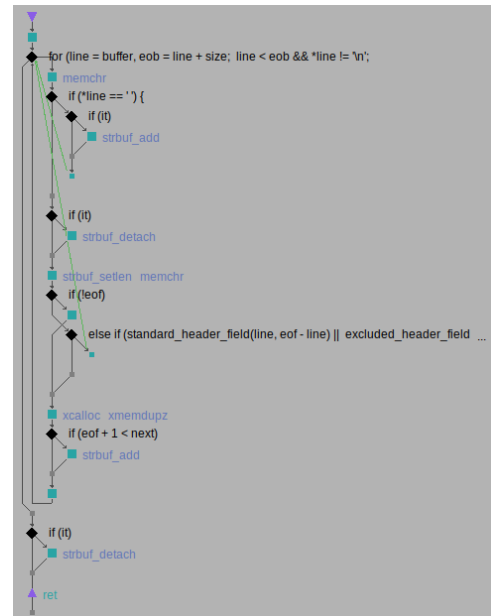 for (line = buffer, eob = line + size; line < eob && *line != '\n';
memchr
if (*line == ' ') {
if (it)
strbuf_add
if (it)
strbuf_detach
strbuf_setlen memchr
if (!eof)
else if (standard_header_field(line, eof - line) || excluded_header_field ...
xcalloc xmemdupz
if (eof + 1 < next)
strbuf_add
if (it)
strbuf_detach
ret